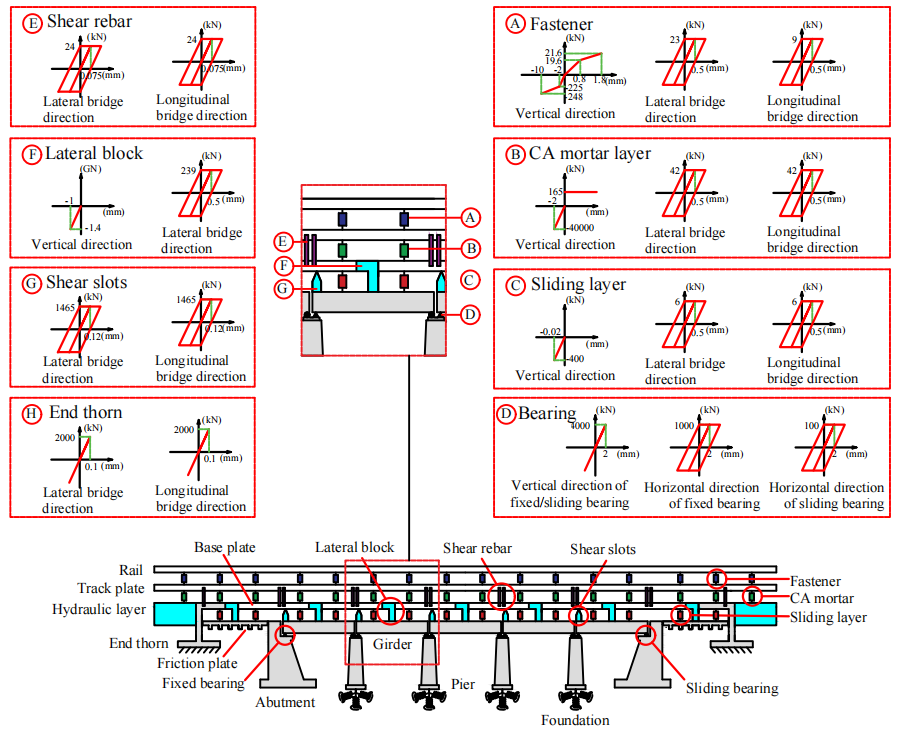 E Shear rebar
(kN)
24
0.075(mm)
Lateral bridge
direction
(kN)
24
0.075(mm)
Longitudinal
bridge direction
F Lateral block
(GN)
-1
(mm)
-1.4
Vertical direction
(kN)
239
0.5 (mm)
Lateral bridge
direction
G Shear slots
(kN)
1465
0.12(mm)
Lateral bridge
direction
(kN)
1465
0.12(mm)
Longitudinal
bridge direction
H End thorn
(kN)
2000
0.1 (mm)
Lateral bridge
direction
(kN)
2000
0.1 (mm)
Longitudinal
bridge direction
A
E
B
F
C
G
D
A Fastener
(kN)
21.6
19.6
-10
-2
0.8
1.8(mm)
-225
-248
Vertical direction
(kN)
23
0.5(mm)
Lateral bridge
direction
(kN)
9
0.5(mm)
Longitudinal
bridge direction
B CA mortar layer
(kN)
165
-2
(mm)
-40000
Vertical direction
(kN)
42
0.5(mm)
Lateral bridge
direction
(kN)
42
0.5(mm)
Longitudinal
bridge direction
C Sliding layer
(kN)
-0.02
(mm)
-400
Vertical direction
(kN)
6
0.5(mm)
Lateral bridge
direction
(kN)
6
0.5(mm)
Longitudinal
bridge direction
D Bearing
(kN)
4000
2 (mm)
Vertical direction of
fixed/sliding bearing
(kN)
1000
2 (mm)
Horizontal direction
of fixed bearing
(kN)
100
2 (mm)
Horizontal direction
of sliding bearing
Base plate
Lateral block
Shear rebar
Shear slots
Rail
Track plate
Hydraulic layer
End thorn
Friction plate
Fixed bearing
Abutment
Girder
Pier
Foundation
Fastener
CA mortar
Sliding layer
Sliding bearing